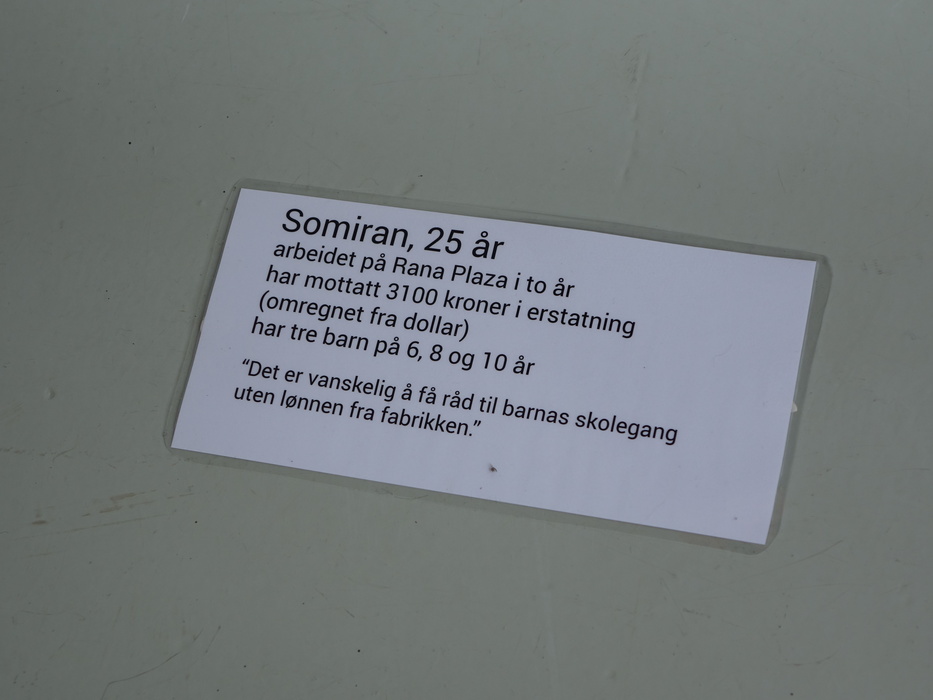 Somiran, 25 år
arbeidet på Rana Plaza i to år
har mottatt 3100 kroner i erstatning
(omregnet fra dollar)
har tre barn på 6, 8 og 10 år
“Det er vanskelig å få råd til barnas skolegang
uten lønnen fra fabrikken.”